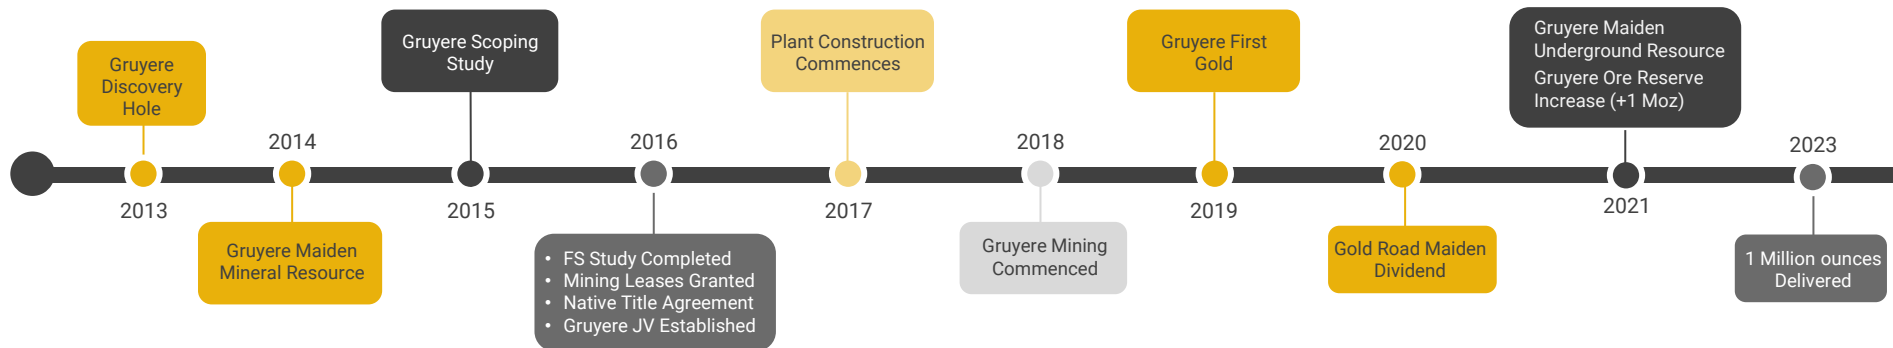 Gruyere
Discovery
Hole
2013
2014
Gruyere Maiden
Mineral Resource
Gruyere Scoping
Study
2015
2016
• FS Study Completed
• Mining Leases Granted
• Native Title Agreement
• Gruyere JV Established
Plant Construction
Commences
2017
2018
Gruyere Mining
Commenced
Gruyere First
Gold
2019
2020
Gold Road Maiden
Dividend
Gruyere Maiden
Underground Resource
Gruyere Ore Reserve
Increase (+1 Moz)
2021
2023
1 Million ounces
Delivered